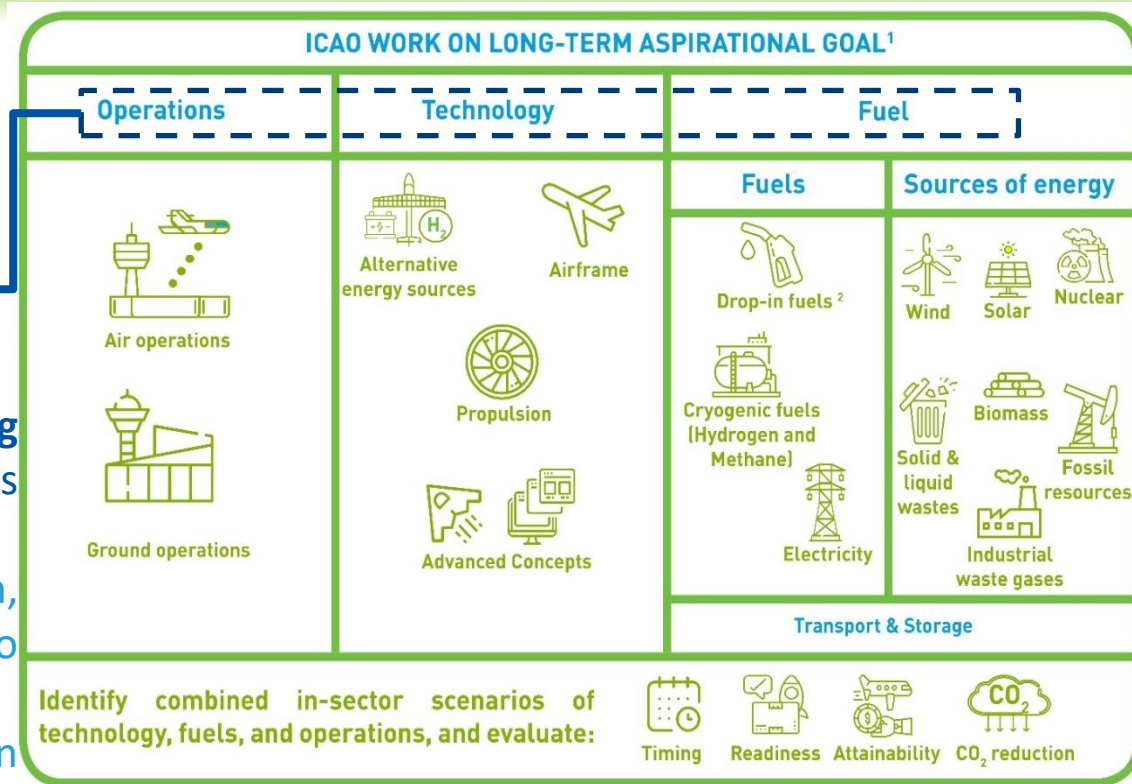 ICAO WORK ON LONG-TERM ASPIRATIONAL GOAL¹
Operations
Technology
Fuel
Fuels
Sources of energy
Air operations
Ground operations
H₂
Alternative
energy sources
Airframe
Propulsion
Advanced Concepts
Drop-in fuels ²
Cryogenic fuels
(Hydrogen and
Methane)
Electricity
Wind
Solar
Nuclear
Biomass
Solid &
liquid
wastes
Fossil
resources
Industrial
waste gases
Transport & Storage
Identify combined in-sector scenarios of
technology, fuels, and operations, and evaluate:
Timing
Readiness
Attainability
CO₂
CO₂ reduction